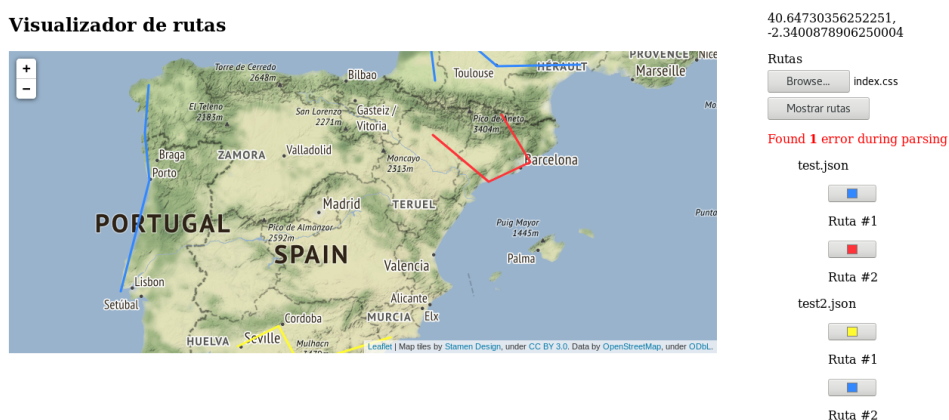 Visualizador de rutas
40.64730356252251,
-2.3400878906250004
Rutas
Browse... index.css
Mostrar rutas
Found 1 error during parsing
test.json
Ruta #1
Ruta #2
test2.json
Ruta #1
Ruta #2
+
−
Torre de Cerredo
2648m
Bilbao
Toulouse
HÉRAULT
PROVENCE
Nice
Marseille
El Teleno
2183m
San Lorenzo
2271m
Gasteiz /
Vitoria
Pico de Aneto
3404m
Mo
Braga
ZAMORA
Valladolid
Moncayo
2313m
Barcelona
Porto
Madrid
TERUEL
PORTUGAL
Pico de Almanzor
2592m
SPAIN
Puig Mayor
1445m
Punta
Palma
Valencia
Lisbon
Setúbal
Alicante
Elx
Cordoba
MURCIA
HUELVA
Seville
Mulhacn
Leaflet | Map tiles by Stamen Design, under CC BY 3.0. Data by OpenStreetMap, under ODbL.